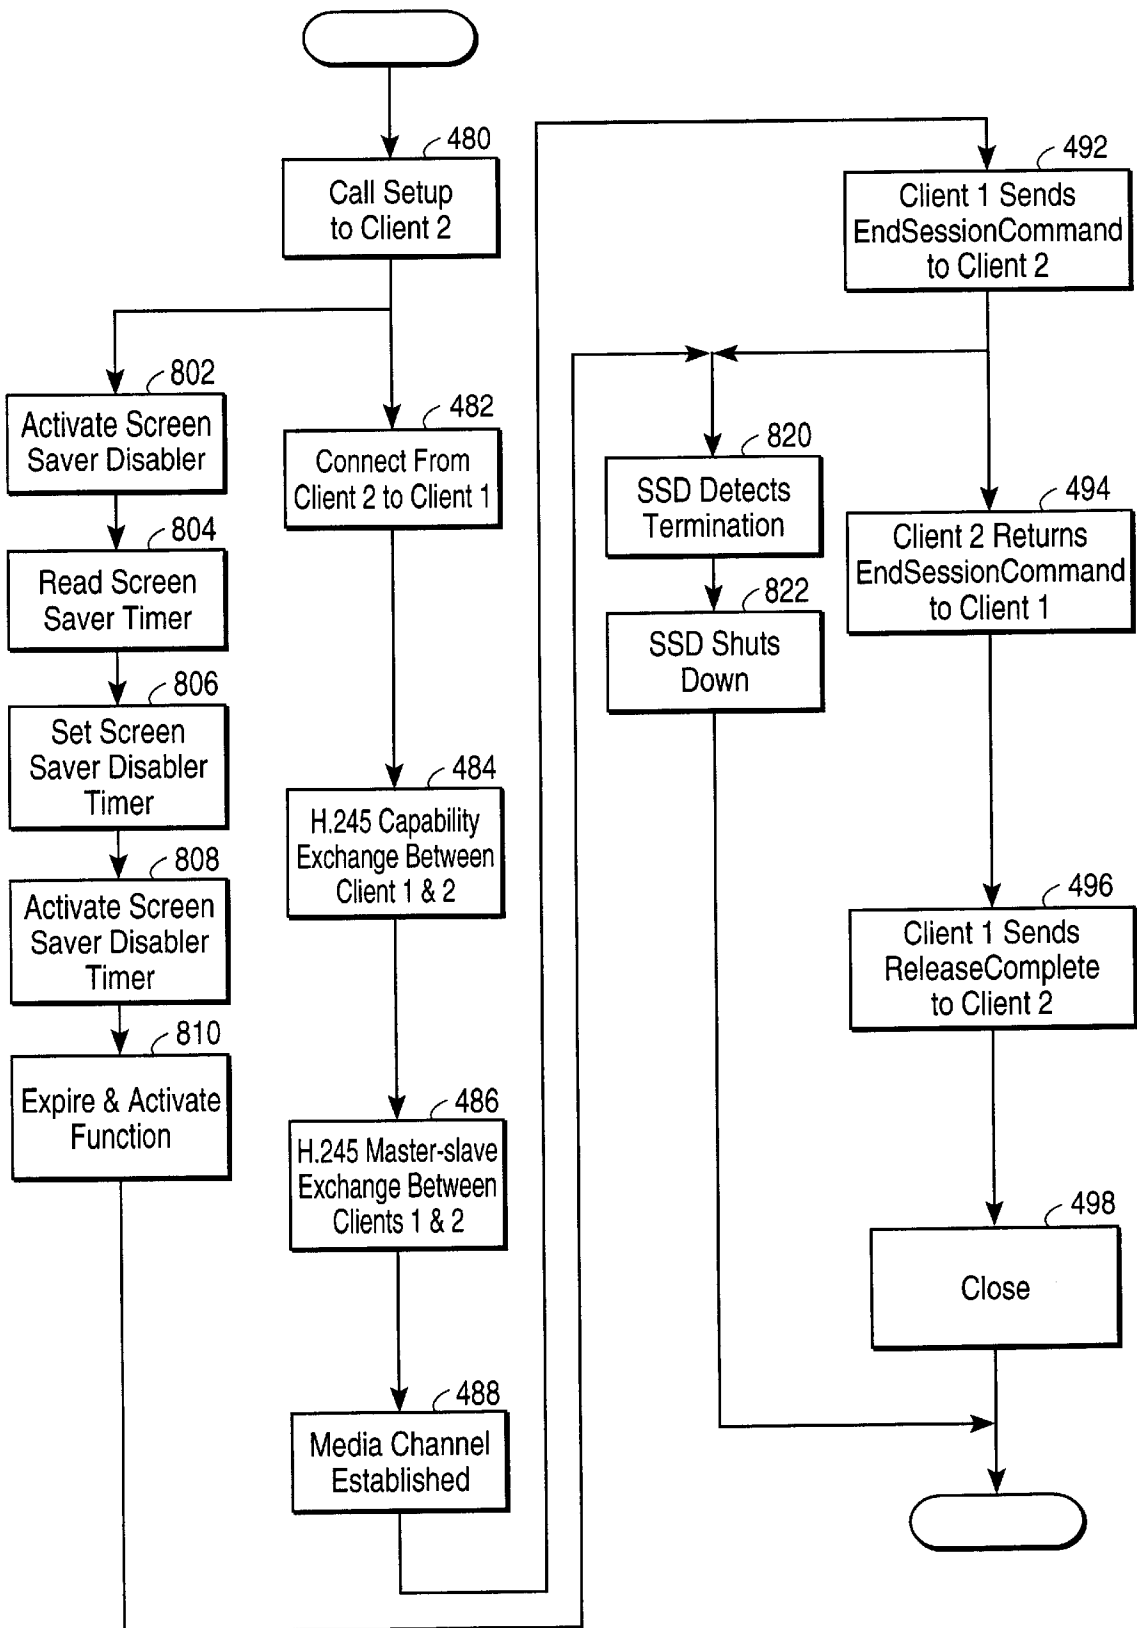 480
Call Setup
to Client 2
802
Activate Screen
Saver Disabler
804
Read Screen
Saver Timer
806
Set Screen
Saver Disabler
Timer
808
Activate Screen
Saver Disabler
Timer
810
Expire & Activate
Function
482
Connect From
Client 2 to Client 1
484
H.245 Capability
Exchange Between
Client 1 & 2
486
H.245 Master-slave
Exchange Between
Clients 1 & 2
488
Media Channel
Established
492
Client 1 Sends
EndSessionCommand
to Client 2
820
SSD Detects
Termination
822
SSD Shuts
Down
494
Client 2 Returns
EndSessionCommand
to Client 1
496
Client 1 Sends
ReleaseComplete
to Client 2
498
Close